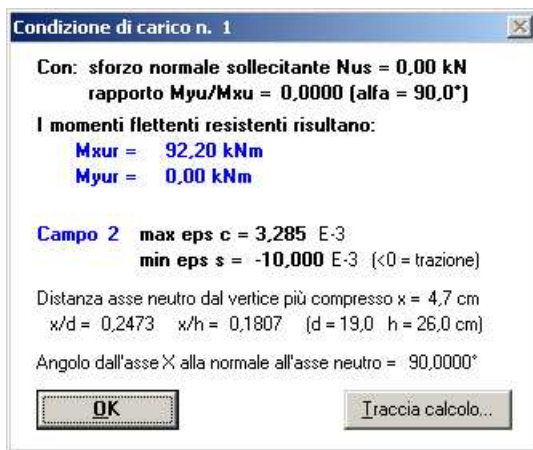 Condizione di carico n. 1
Con: sforzo normale sollecitante Nus = 0,00 kN
rapporto Myu/Mxu = 0,0000 (alfa = 90,0°)
I momenti flettenti resistenti risultano:
Mxur = 92,20 kNm
Myur = 0,00 kNm
Campo 2 max eps c = 3,285 E-3
min eps s = -10,000 E-3 (<0 = trazione)
Distanza asse neutro dal vertice più compresso x = 4,7 cm
x/d = 0,2473 x/h = 0,1807 (d = 19,0 h = 26,0 cm)
Angolo dall'asse X alla normale all'asse neutro = 90,0000°
OK Traccia calcolo...